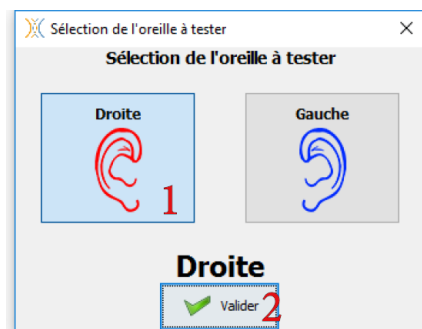 Sélection de l'oreille à tester
Sélection de l'oreille à tester
Droite
Gauche
1
Droite
Valider 2